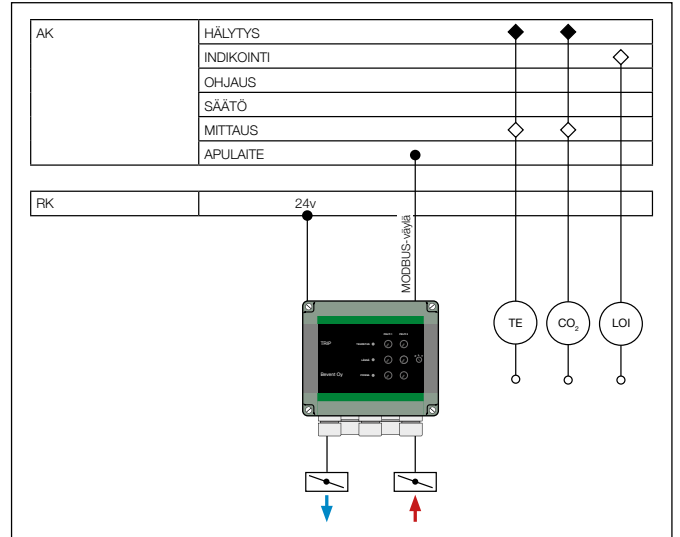 AK
HÄLYTYS
INDIKOINTI
OHJAUS
SÄÄTÖ
MITTAUS
APULAITE
RK
24v
MODBUS-väylä
TE
CO₂
LOI
TRIP
Bevent Oy